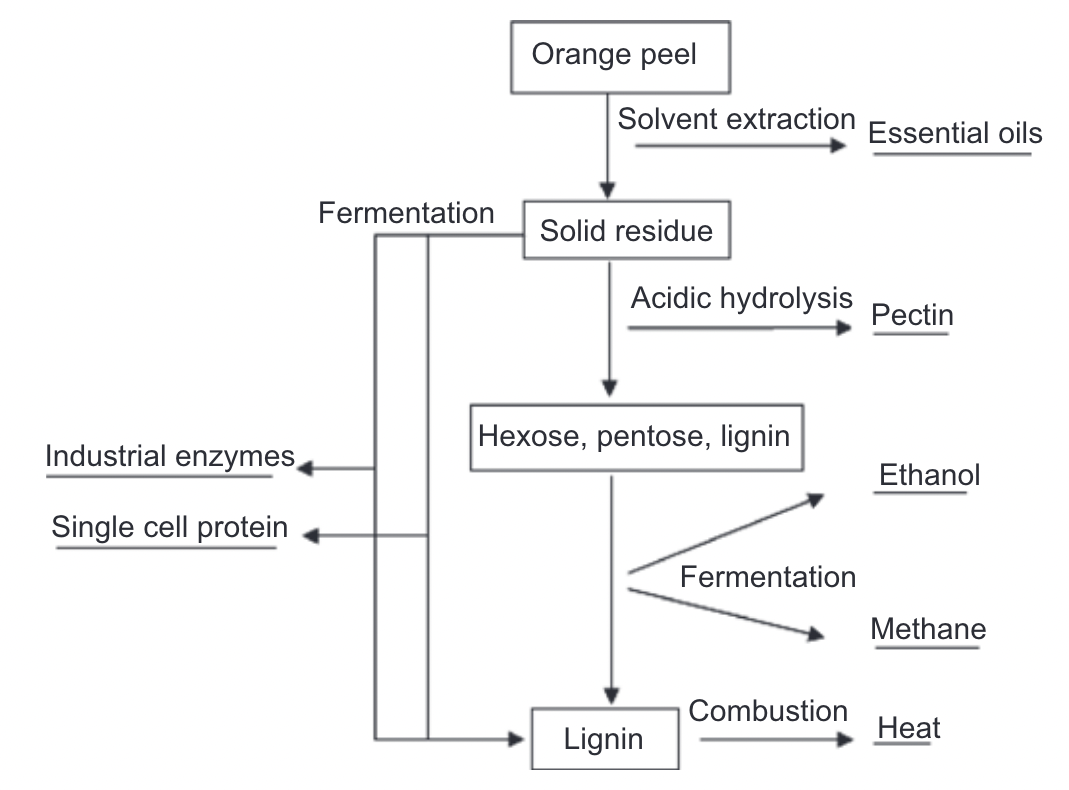 Orange peel
Solvent extraction
Essential oils
Fermentation
Solid residue
Acidic hydrolysis
Pectin
Hexose, pentose, lignin
Industrial enzymes
Ethanol
Single cell protein
Fermentation
Methane
Combustion
Lignin
Heat